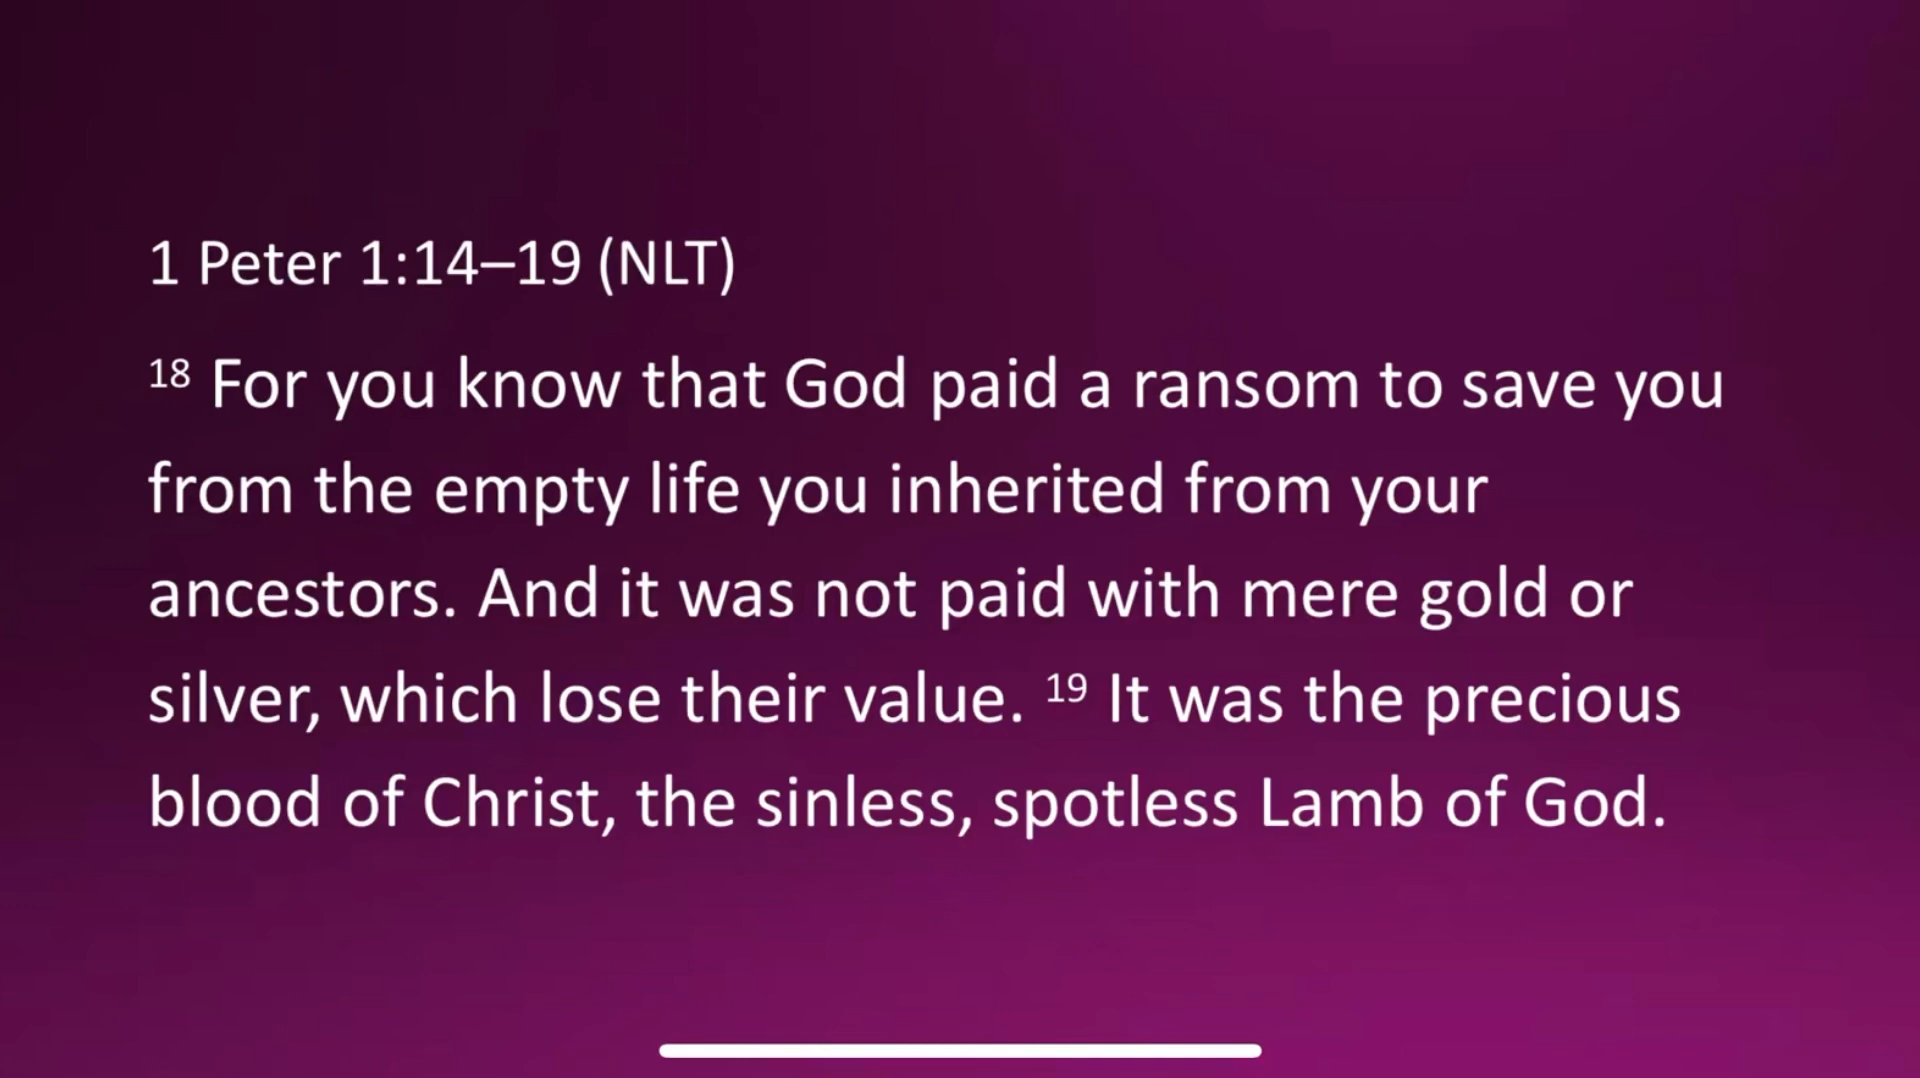 1 Peter 1:14–19 (NLT)
18 For you know that God paid a ransom to save you
from the empty life you inherited from your
ancestors. And it was not paid with mere gold or
silver, which lose their value. 19 It was the precious
blood of Christ, the sinless, spotless Lamb of God.